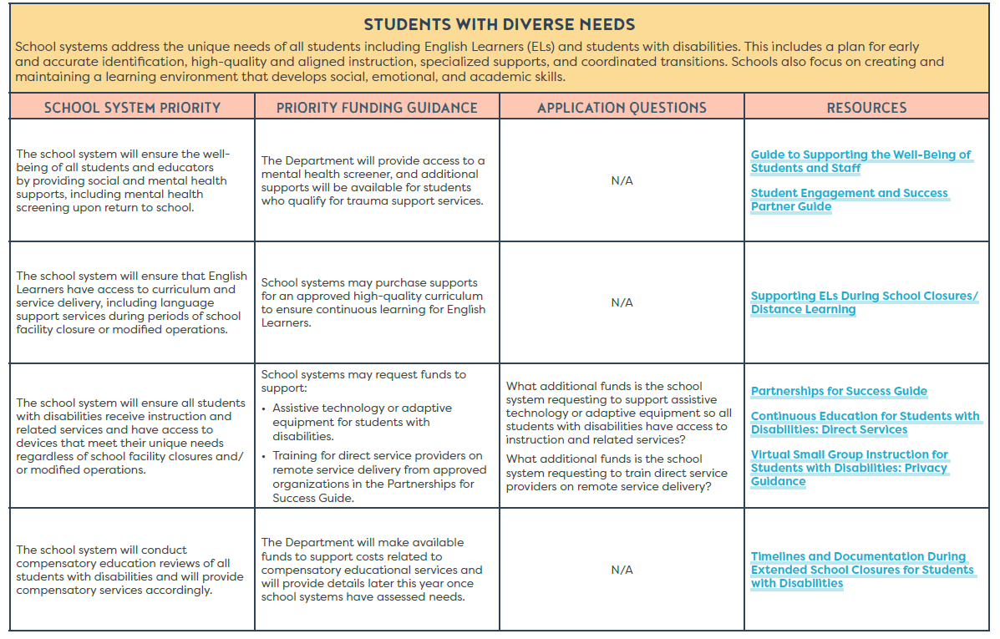 STUDENTS WITH DIVERSE NEEDS
School systems address the unique needs of all students including English Learners (ELs) and students with disabilities. This includes a plan for early
and accurate identification, high-quality and aligned instruction, specialized supports, and coordinated transitions. Schools also focus on creating and
maintaining a learning environment that develops social, emotional, and academic skills.
SCHOOL SYSTEM PRIORITY
PRIORITY FUNDING GUIDANCE
APPLICATION QUESTIONS
RESOURCES
The school system will ensure the well-
being of all students and educators
by providing social and mental health
supports, including mental health
screening upon return to school.
The Department will provide access to a
mental health screener, and additional
supports will be available for students
who qualify for trauma support services.
N/A
Guide to Supporting the Well-Being of
Students and Staff
Student Engagement and Success
Partner Guide
The school system will ensure that English
Learners have access to curriculum and
service delivery, including language
support services during periods of school
facility closure or modified operations.
School systems may purchase supports
for an approved high-quality curriculum
to ensure continuous learning for English
Learners.
N/A
Supporting ELs During School Closures/
Distance Learning
The school system will ensure all students
with disabilities receive instruction and
related services and have access to
devices that meet their unique needs
regardless of school facility closures and/
or modified operations.
School systems may request funds to
support:
• Assistive technology or adaptive
equipment for students with
disabilities.
• Training for direct service providers on
remote service delivery from approved
organizations in the Partnerships for
Success Guide.
What additional funds is the school
system requesting to support assistive
technology or adaptive equipment so all
students with disabilities have access to
instruction and related services?
What additional funds is the school
system requesting to train direct service
providers on remote service delivery?
Partnerships for Success Guide
Continuous Education for Students with
Disabilities: Direct Services
Virtual Small Group Instruction for
Students with Disabilities: Privacy
Guidance
The school system will conduct
compensatory education reviews of all
students with disabilities and will provide
compensatory services accordingly.
The Department will make available
funds to support costs related to
compensatory educational services and
will provide details later this year once
school systems have assessed needs.
N/A
Timelines and Documentation During
Extended School Closures for Students
with Disabilities